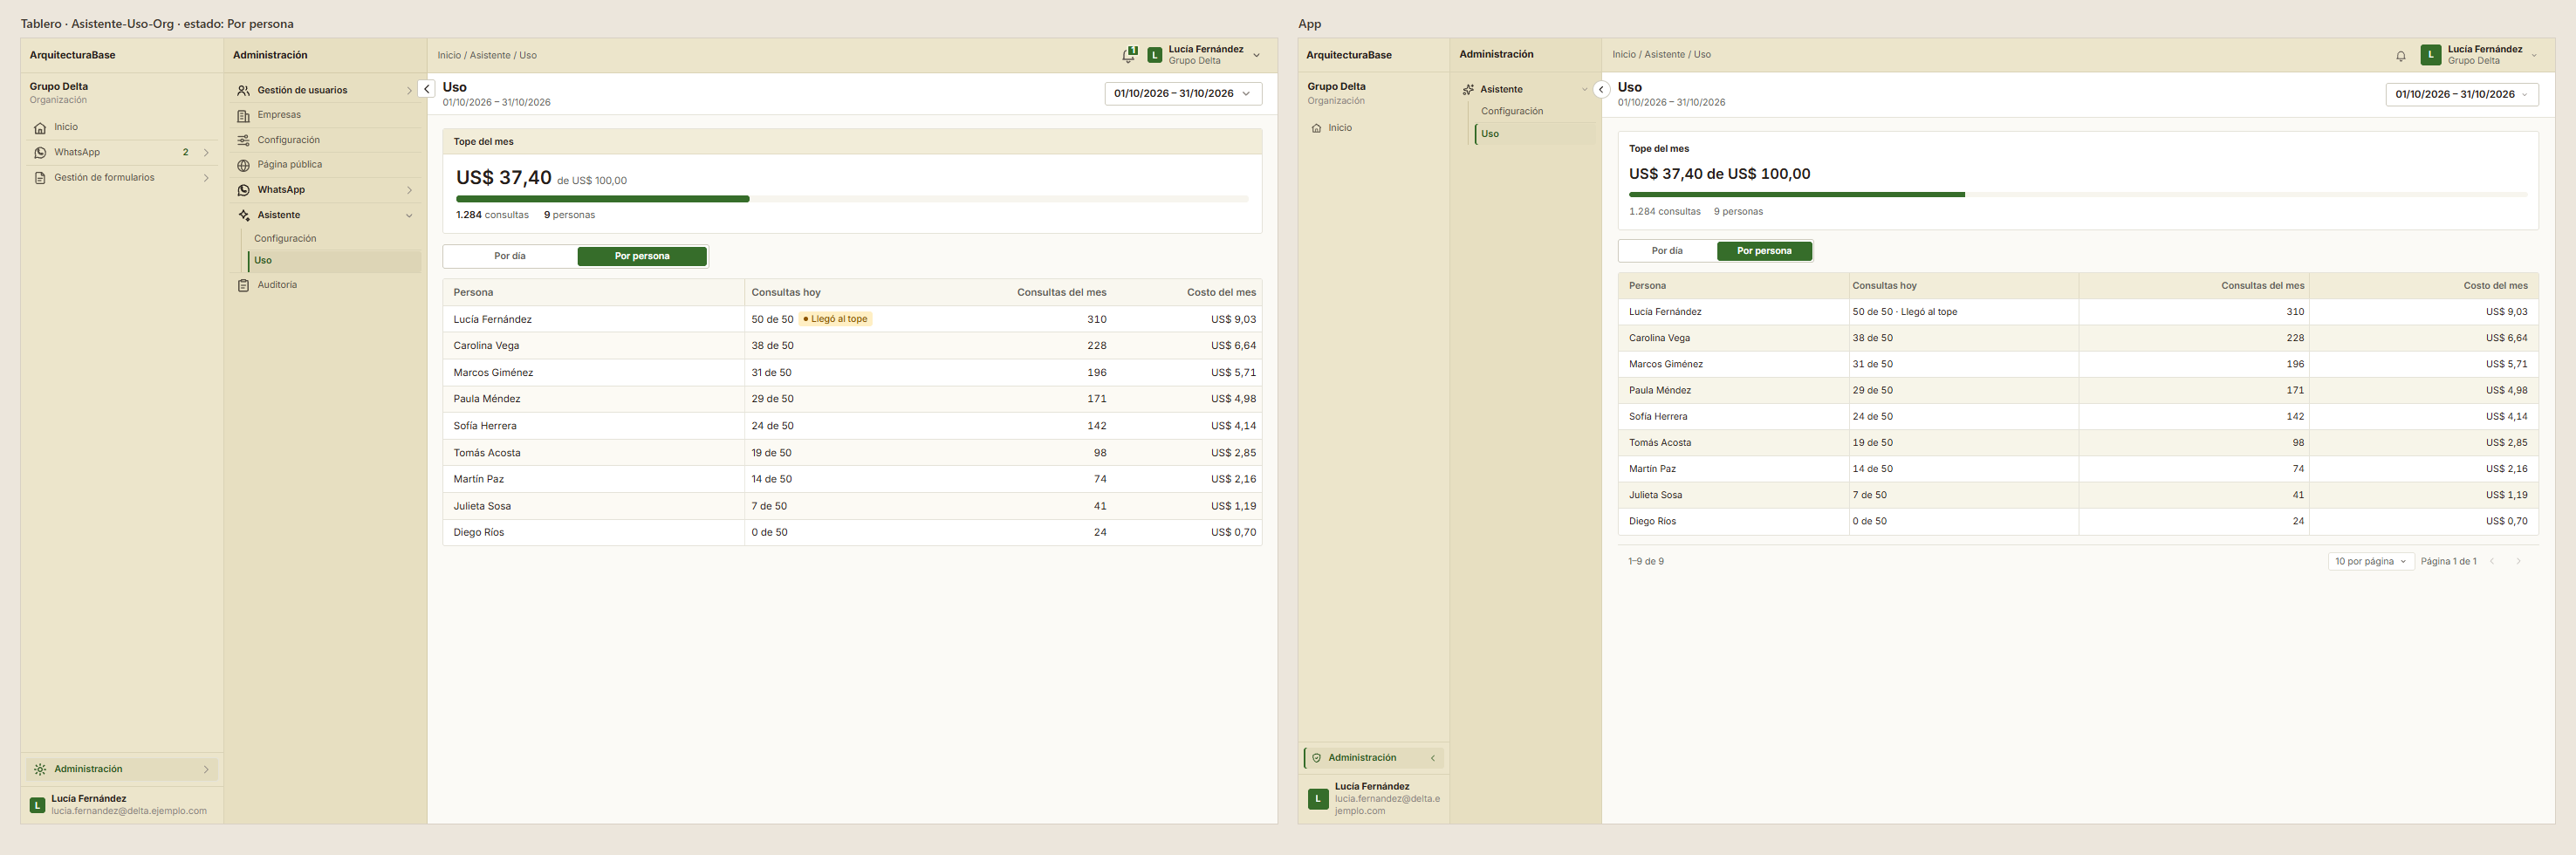 Tablero · Asistente-Uso-Org · estado: Por persona
ArquitecturaBase
Grupo Delta
Organización
Inicio
WhatsApp 2
Gestión de formularios
Administración
Lucía Fernández
lucia.fernandez@delta.ejemplo.com
L
Administración
Gestión de usuarios
Empresas
Configuración
Página pública
WhatsApp
Asistente
Configuración
Uso
Auditoría
Inicio / Asistente / Uso
1
L
Lucía Fernández
Grupo Delta
Uso
01/10/2026 – 31/10/2026
01/10/2026 – 31/10/2026
Tope del mes
US$ 37,40 de US$ 100,00
1.284 consultas 9 personas
Por día Por persona
Persona Consultas hoy Consultas del mes Costo del mes
Lucía Fernández 50 de 50 Llegó al tope 310 US$ 9,03
Carolina Vega 38 de 50 228 US$ 6,64
Marcos Giménez 31 de 50 196 US$ 5,71
Paula Méndez 29 de 50 171 US$ 4,98
Sofía Herrera 24 de 50 142 US$ 4,14
Tomás Acosta 19 de 50 98 US$ 2,85
Martín Paz 14 de 50 74 US$ 2,16
Julieta Sosa 7 de 50 41 US$ 1,19
Diego Ríos 0 de 50 24 US$ 0,70
App
ArquitecturaBase
Grupo Delta
Organización
Inicio
Administración
L
Lucía Fernández
lucia.fernandez@delta.e
jemplo.com
Administración
Asistente
Configuración
Uso
Inicio / Asistente / Uso
L
Lucía Fernández
Grupo Delta
Uso
01/10/2026 – 31/10/2026
01/10/2026 – 31/10/2026
Tope del mes
US$ 37,40 de US$ 100,00
1.284 consultas 9 personas
Por día Por persona
Persona Consultas hoy Consultas del mes Costo del mes
Lucía Fernández 50 de 50 · Llegó al tope 310 US$ 9,03
Carolina Vega 38 de 50 228 US$ 6,64
Marcos Giménez 31 de 50 196 US$ 5,71
Paula Méndez 29 de 50 171 US$ 4,98
Sofía Herrera 24 de 50 142 US$ 4,14
Tomás Acosta 19 de 50 98 US$ 2,85
Martín Paz 14 de 50 74 US$ 2,16
Julieta Sosa 7 de 50 41 US$ 1,19
Diego Ríos 0 de 50 24 US$ 0,70
1–9 de 9 10 por página Página 1 de 1